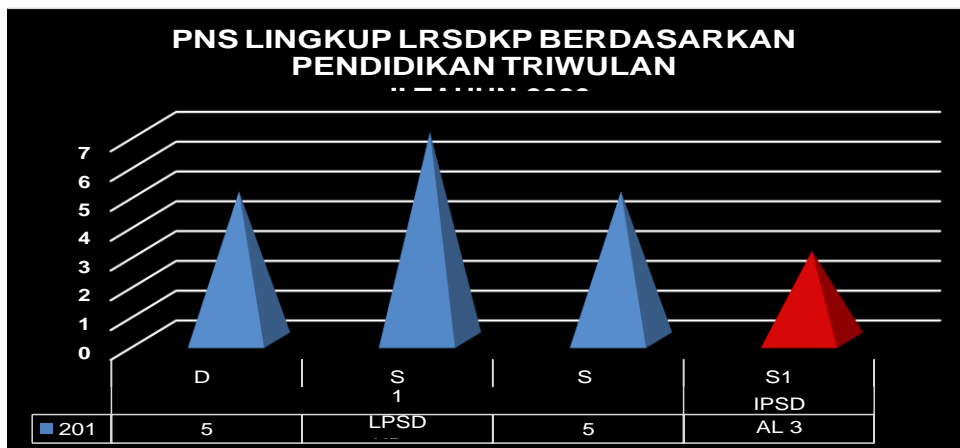 PNS LINGKUP LRSDKP BERDASARKAN
PENDIDIKAN TRIWULAN
7
6
5
4
3
2
1
0
D
S
1
S
S1
IPSD
201
5
LPSD
5
AL 3